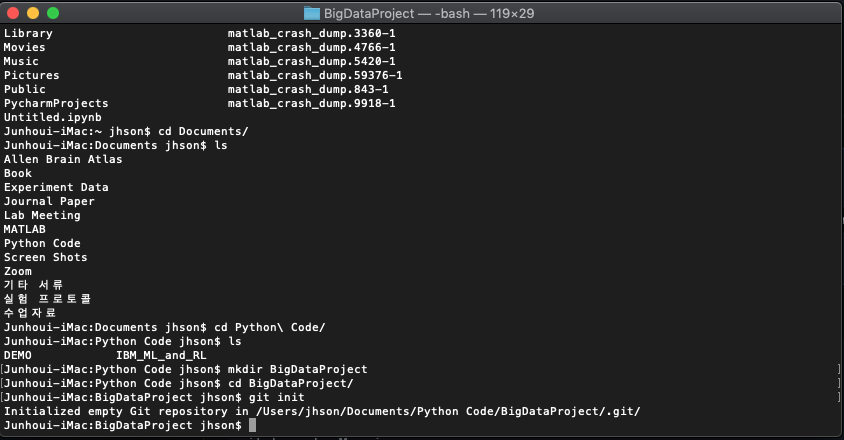 BigDataProject — -bash — 119×29
Library matlab_crash_dump.3360-1
Movies matlab_crash_dump.4766-1
Music matlab_crash_dump.5420-1
Pictures matlab_crash_dump.59376-1
Public matlab_crash_dump.843-1
PycharmProjects matlab_crash_dump.9918-1
Untitled.ipynb
Junhoui-iMac:~ jhson$ cd Documents/
Junhoui-iMac:Documents jhson$ ls
Allen Brain Atlas
Book
Experiment Data
Journal Paper
Lab Meeting
MATLAB
Python Code
Screen Shots
Zoom
기타 서류
실험 프로토콜
수업자료
Junhoui-iMac:Documents jhson$ cd Python\ Code/
Junhoui-iMac:Python Code jhson$ ls
DEMO IBM_ML_and_RL
[Junhoui-iMac:Python Code jhson$ mkdir BigDataProject ]
[Junhoui-iMac:Python Code jhson$ cd BigDataProject/ ]
[Junhoui-iMac:BigDataProject jhson$ git init ]
Initialized empty Git repository in /Users/jhson/Documents/Python Code/BigDataProject/.git/
Junhoui-iMac:BigDataProject jhson$